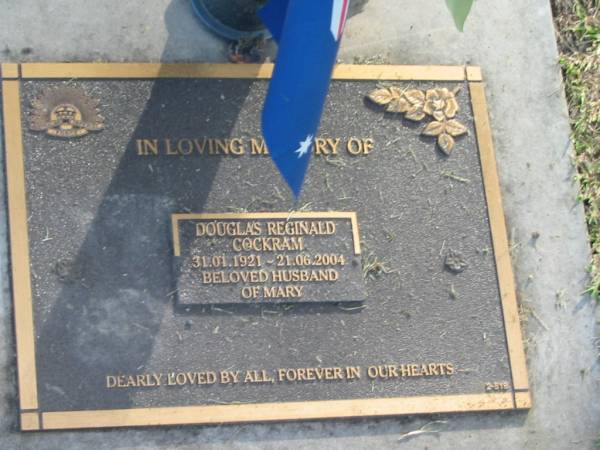 IN LOVING MEMORY OF
DOUGLAS REGINALD
COCKRAM
31.01.1921 - 21.06.2004
BELOVED HUSBAND
OF MARY
DEARLY LOVED BY ALL, FOREVER IN OUR HEARTS